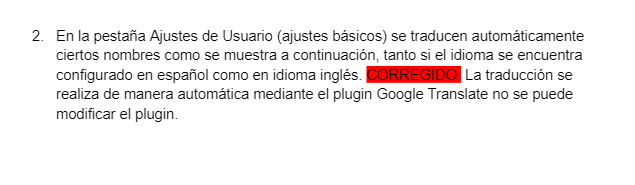 2. En la pestaña Ajustes de Usuario (ajustes básicos) se traducen automáticamente
ciertos nombres como se muestra a continuación, tanto si el idioma se encuentra
configurado en español como en idioma inglés. CORREGIDO. La traducción se
realiza de manera automática mediante el plugin Google Translate no se puede
modificar el plugin.